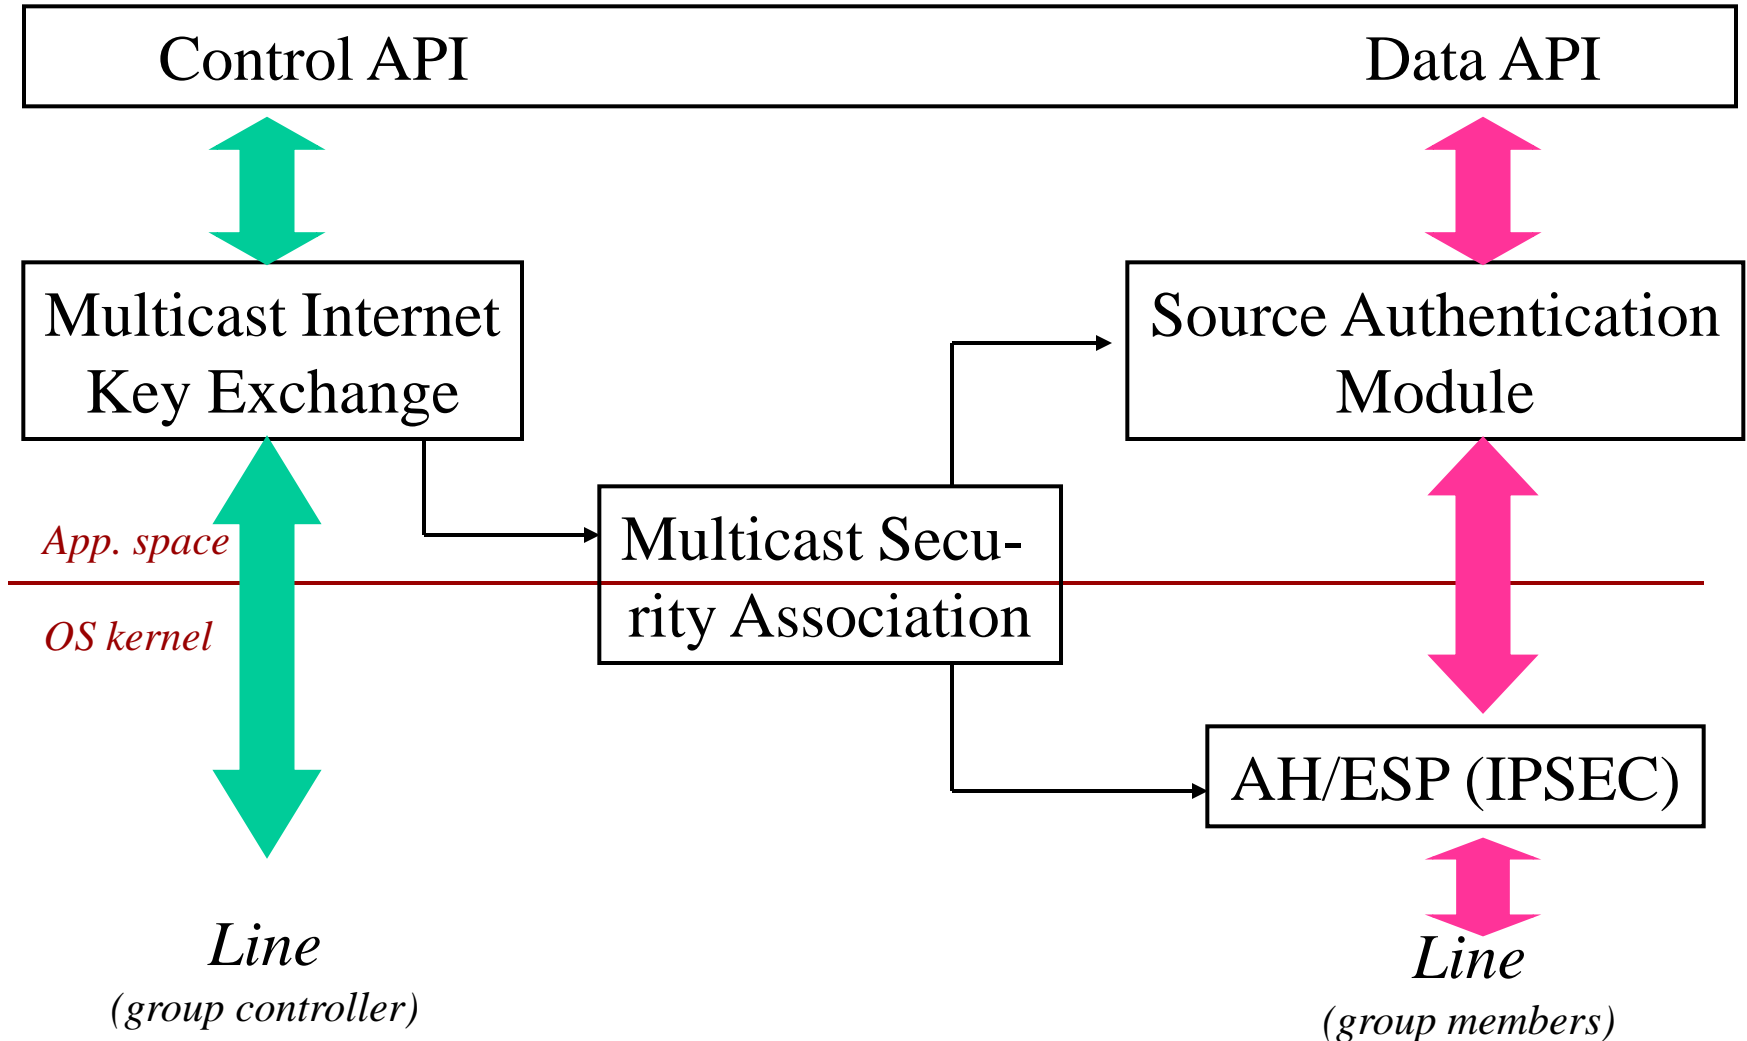 Control API
Data API
Multicast Internet
Key Exchange
Source Authentication
Module
App. space
Multicast Secu-
rity Association
OS kernel
AH/ESP (IPSEC)
Line
(group controller)
Line
(group members)